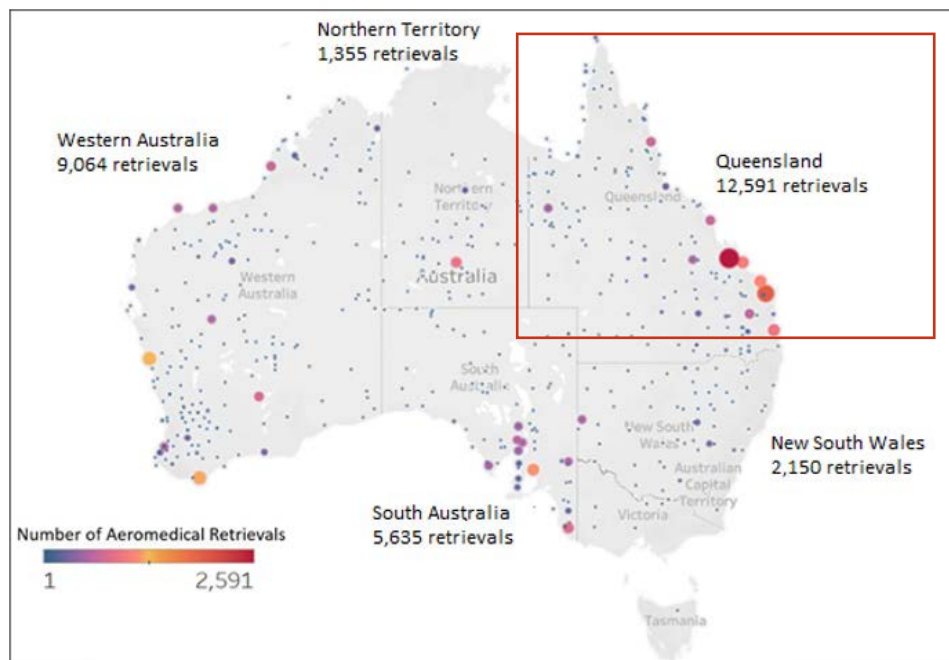 Northern Territory
1,355 retrievals
Western Australia
9,064 retrievals
Queensland
12,591 retrievals
Northern
Territory
Queensland
Australia
Western
Australia
South
Australia
New South
Wales
New South Wales
2,150 retrievals
Australian
Capital
Territory
Victoria
South Australia
5,635 retrievals
Number of Aeromedical Retrievals
1
2,591
Tasmania